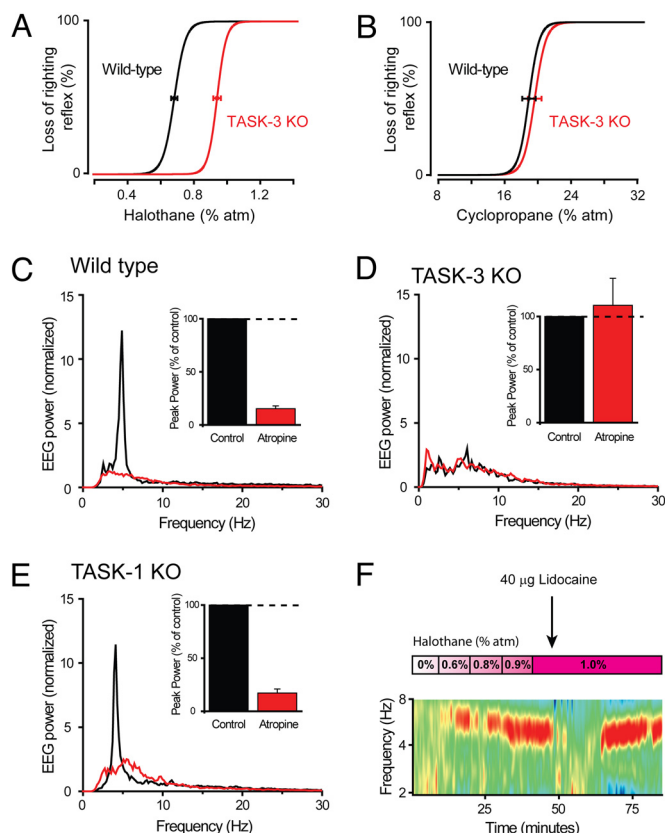 A
B
100
Loss of righting
reflex (%)
0
Wild-type
TASK-3 KO
0.4
0.8
1.2
Halothane (% atm)
100
Loss of righting
reflex (%)
0
Wild-type
TASK-3 KO
8
16
24
32
Cyclopropane (% atm)
C
Wild type
15
10
5
0
EEG power (normalized)
0
10
20
30
Frequency (Hz)
100
50
0
Peak Power (% of control)
Control
Atropine
D
TASK-3 KO
15
10
5
0
EEG power (normalized)
0
10
20
30
Frequency (Hz)
100
50
0
Peak Power (% of control)
Control
Atropine
E
TASK-1 KO
15
10
5
0
EEG power (normalized)
0
10
20
30
Frequency (Hz)
100
50
0
Peak Power (% of control)
Control
Atropine
F
40 µg Lidocaine
Halothane (% atm)
0%
0.6%
0.8%
0.9%
1.0%
8
4
2
Frequency (Hz)
25
50
75
Time (minutes)